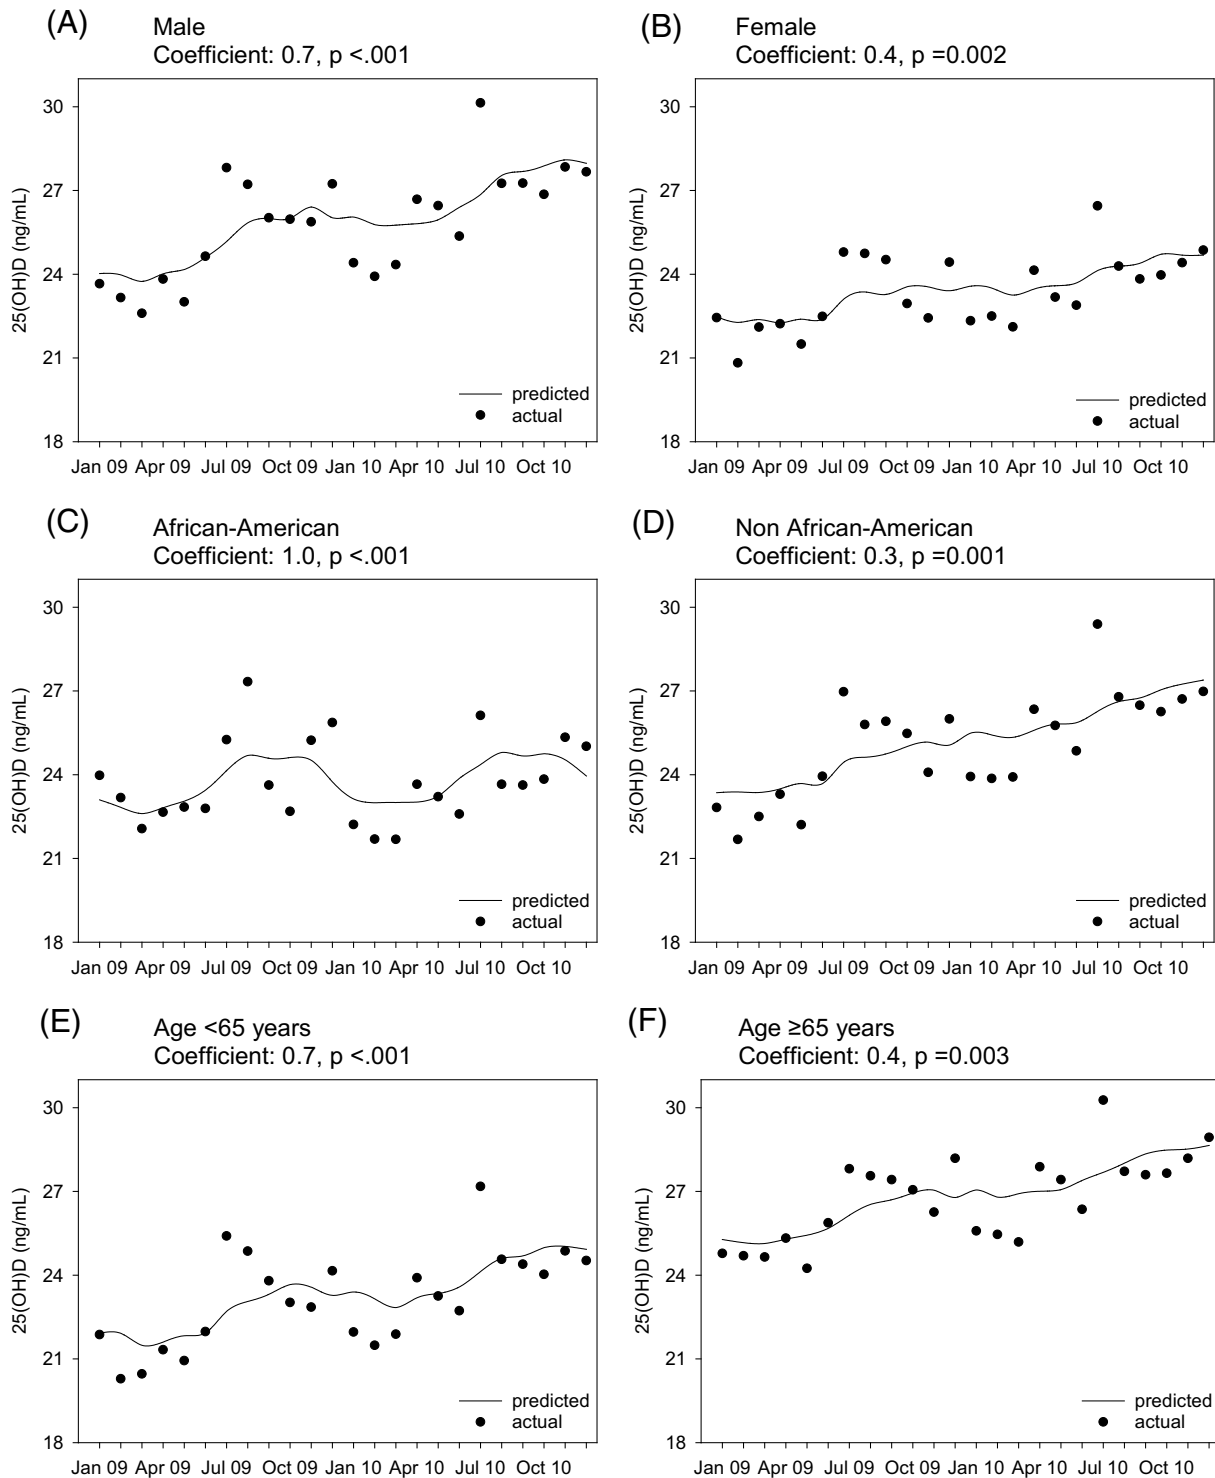 (A)
Male
Coefficient: 0.7, p <.001
25(OH)D (ng/mL)
30
27
24
21
18
predicted
actual
Jan 09 Apr 09 Jul 09 Oct 09 Jan 10 Apr 10 Jul 10 Oct 10
(B)
Female
Coefficient: 0.4, p =0.002
25(OH)D (ng/mL)
30
27
24
21
18
predicted
actual
Jan 09 Apr 09 Jul 09 Oct 09 Jan 10 Apr 10 Jul 10 Oct 10
(C)
African-American
Coefficient: 1.0, p <.001
25(OH)D (ng/mL)
30
27
24
21
18
predicted
actual
Jan 09 Apr 09 Jul 09 Oct 09 Jan 10 Apr 10 Jul 10 Oct 10
(D)
Non African-American
Coefficient: 0.3, p =0.001
25(OH)D (ng/mL)
30
27
24
21
18
predicted
actual
Jan 09 Apr 09 Jul 09 Oct 09 Jan 10 Apr 10 Jul 10 Oct 10
(E)
Age <65 years
Coefficient: 0.7, p <.001
25(OH)D (ng/mL)
30
27
24
21
18
predicted
actual
Jan 09 Apr 09 Jul 09 Oct 09 Jan 10 Apr 10 Jul 10 Oct 10
(F)
Age ≥65 years
Coefficient: 0.4, p =0.003
25(OH)D (ng/mL)
30
27
24
21
18
predicted
actual
Jan 09 Apr 09 Jul 09 Oct 09 Jan 10 Apr 10 Jul 10 Oct 10